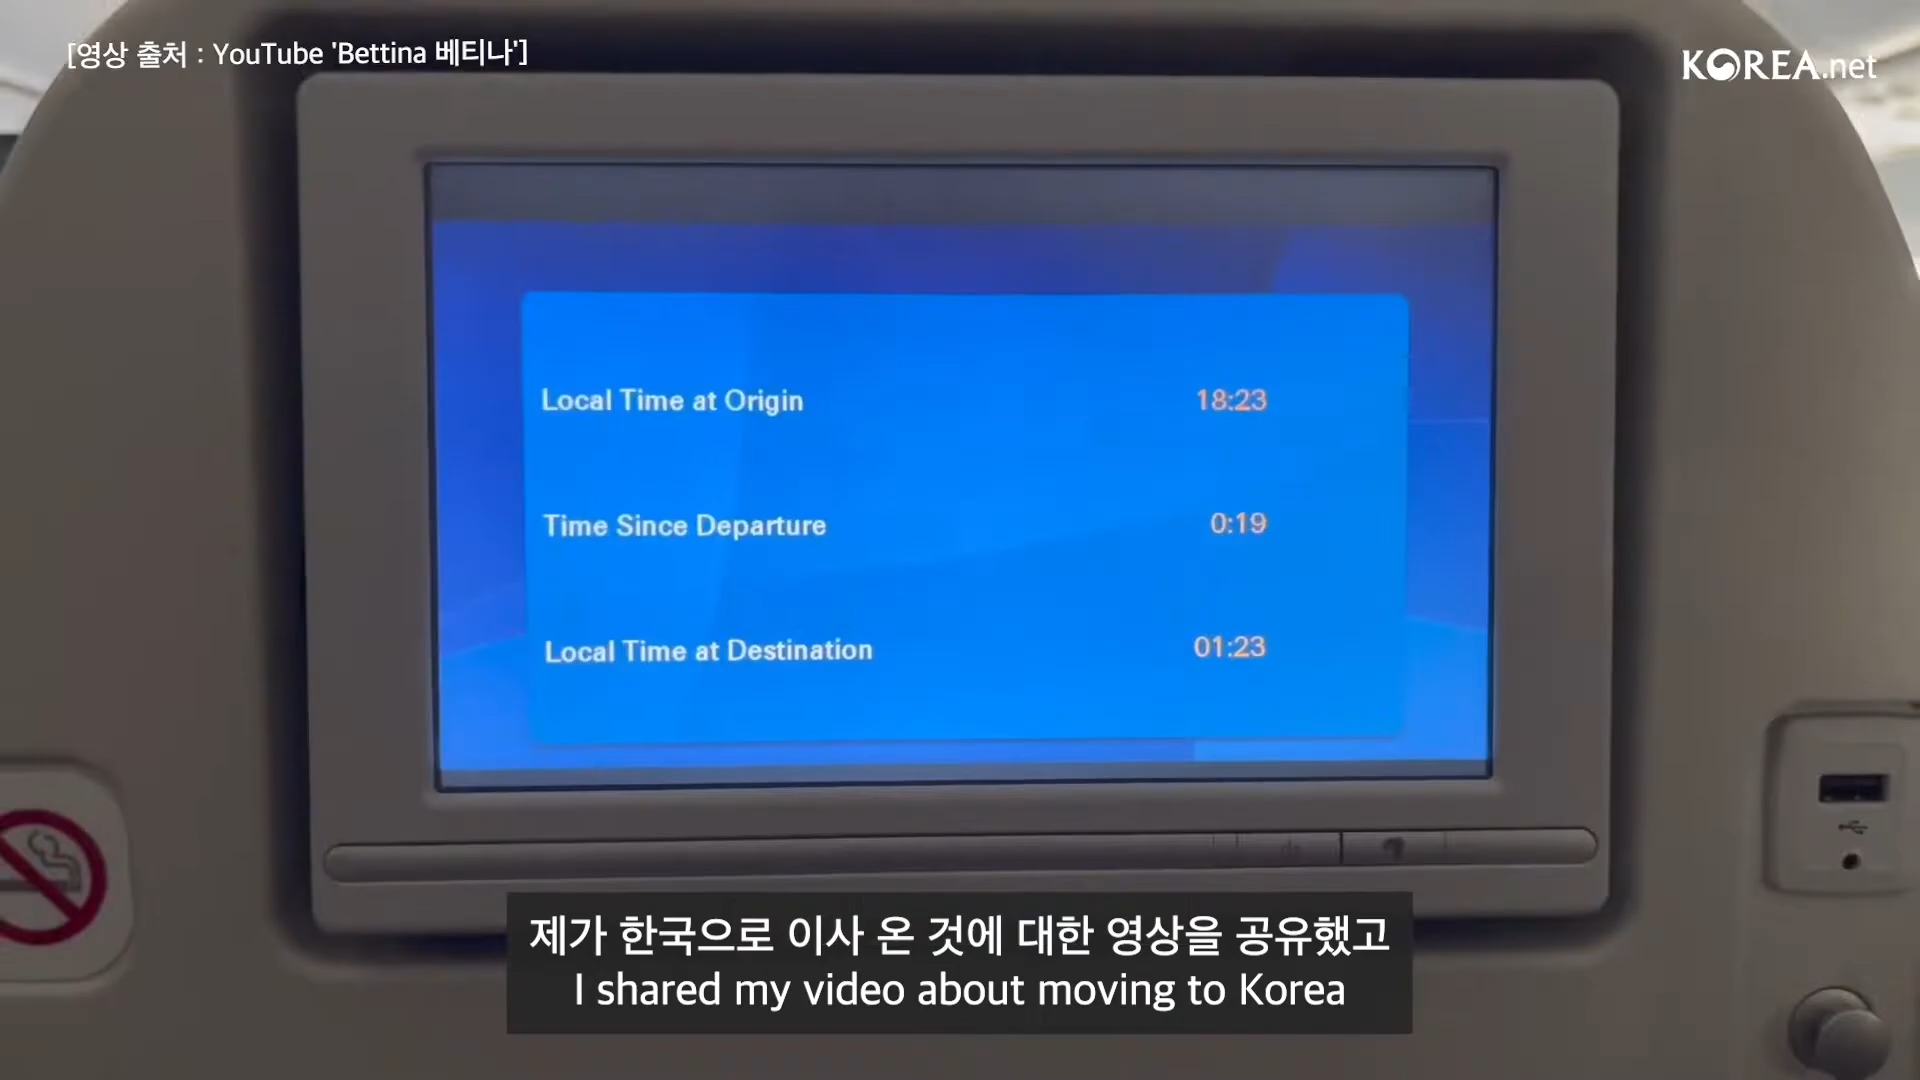 [영상 출처 : YouTube 'Bettina 베티나']
KOREA.net
Local Time at Origin 18:23
Time Since Departure 0:19
Local Time at Destination 01:23
제가 한국으로 이사 온 것에 대한 영상을 공유했고
I shared my video about moving to Korea